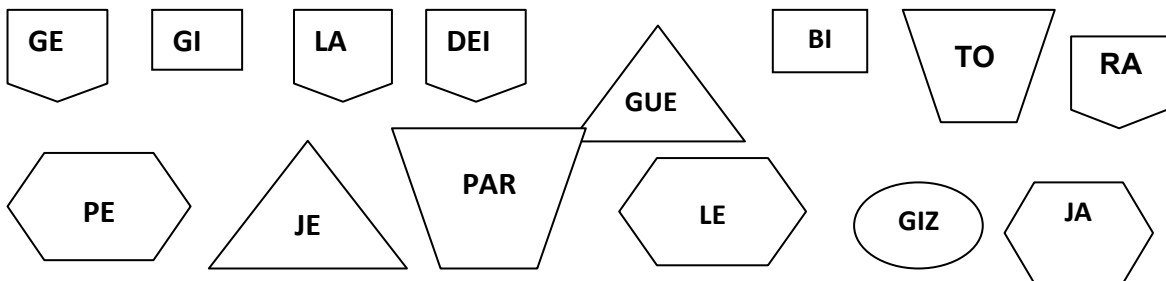 GE GI LA DEI GUE BI TO RA
PE JE PAR LE GIZ JA